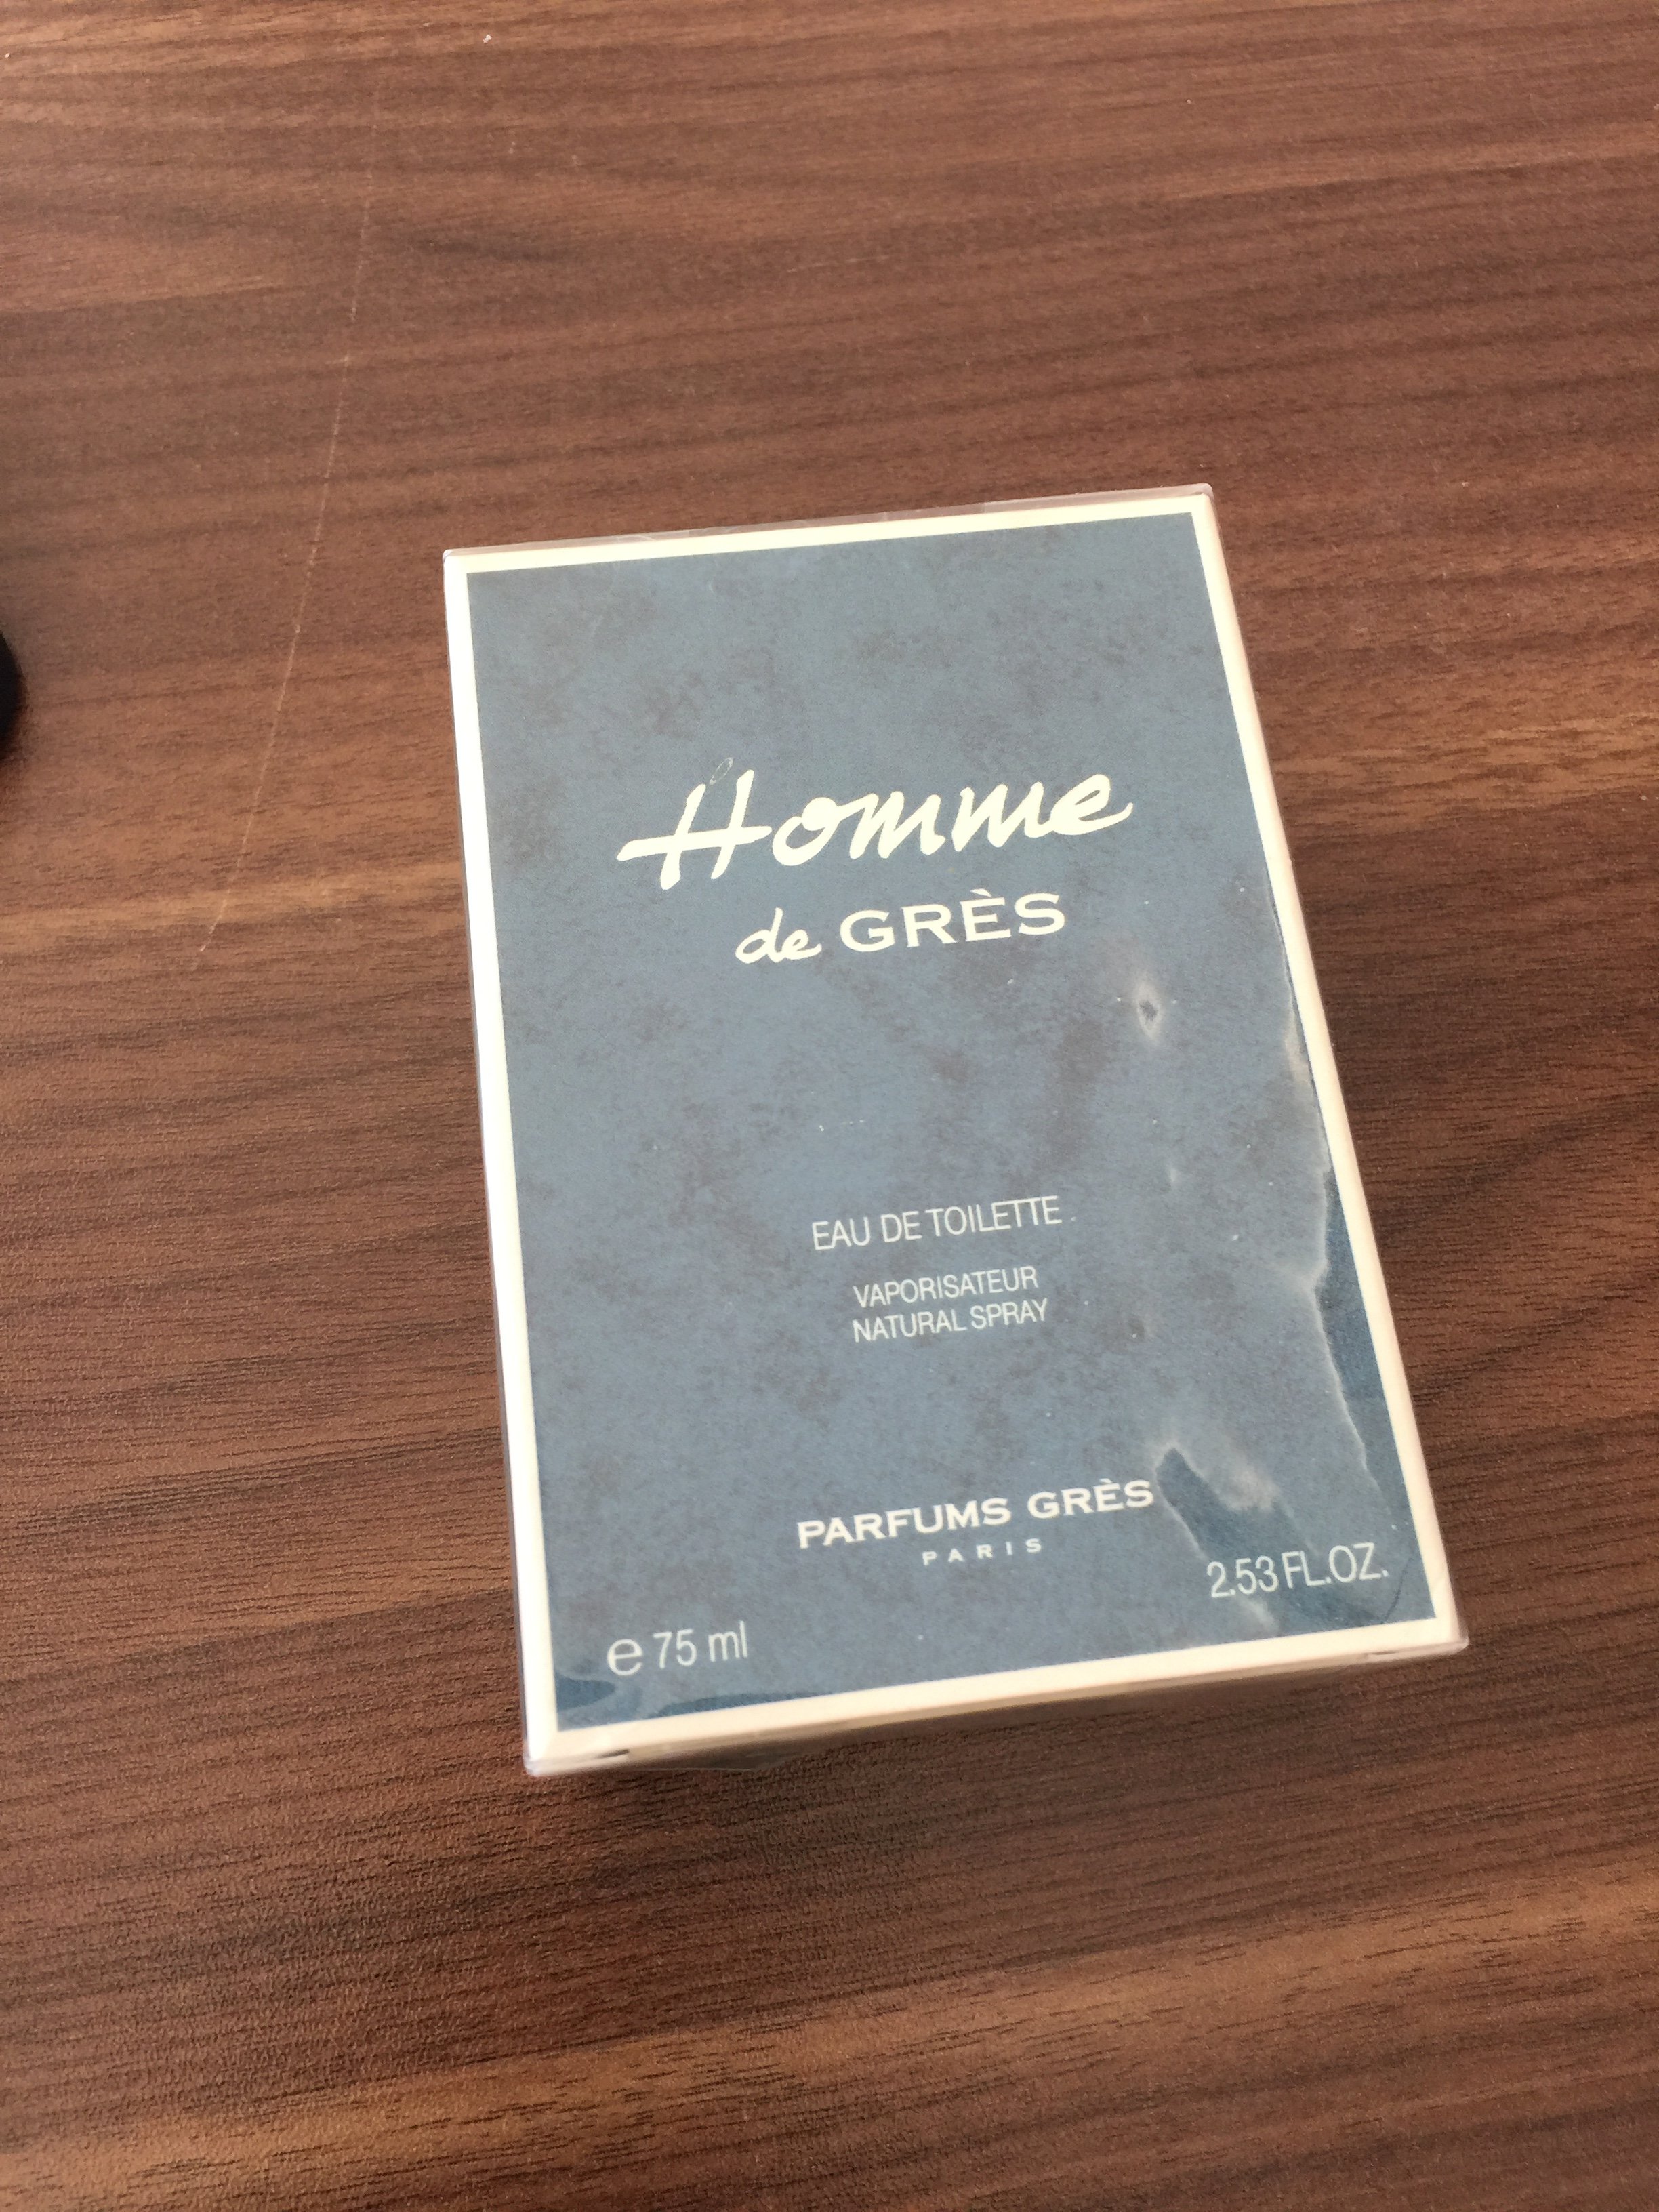 Homme
de GRÈS
EAU DE TOILETTE
VAPORISATEUR
NATURAL SPRAY
PARFUMS GRÈS
PARIS
2.53 FL.OZ.
℮ 75 ml